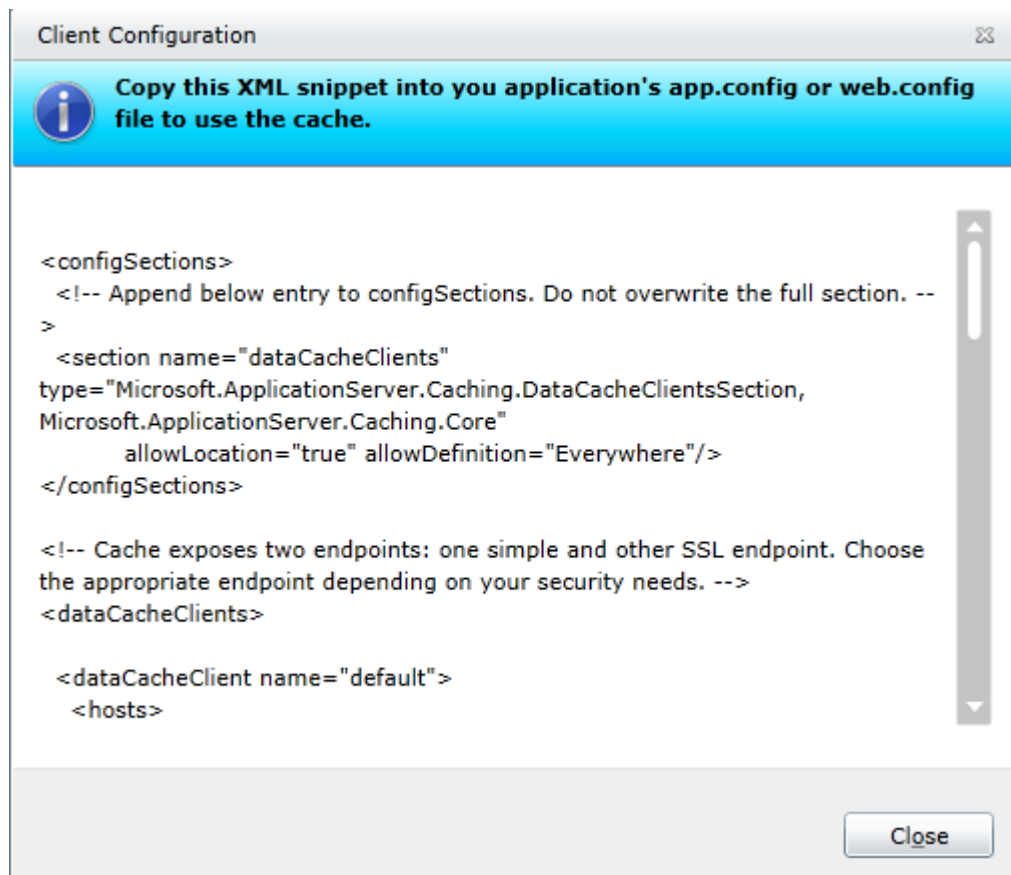 Client Configuration
Copy this XML snippet into you application's app.config or web.config
file to use the cache.
<configSections>
<!-- Append below entry to configSections. Do not overwrite the full section. --
>
<section name="dataCacheClients"
type="Microsoft.ApplicationServer.Caching.DataCacheClientsSection,
Microsoft.ApplicationServer.Caching.Core"
allowLocation="true" allowDefinition="Everywhere"/>
</configSections>
<!-- Cache exposes two endpoints: one simple and other SSL endpoint. Choose
the appropriate endpoint depending on your security needs. -->
<dataCacheClients>
<dataCacheClient name="default">
<hosts>
Close